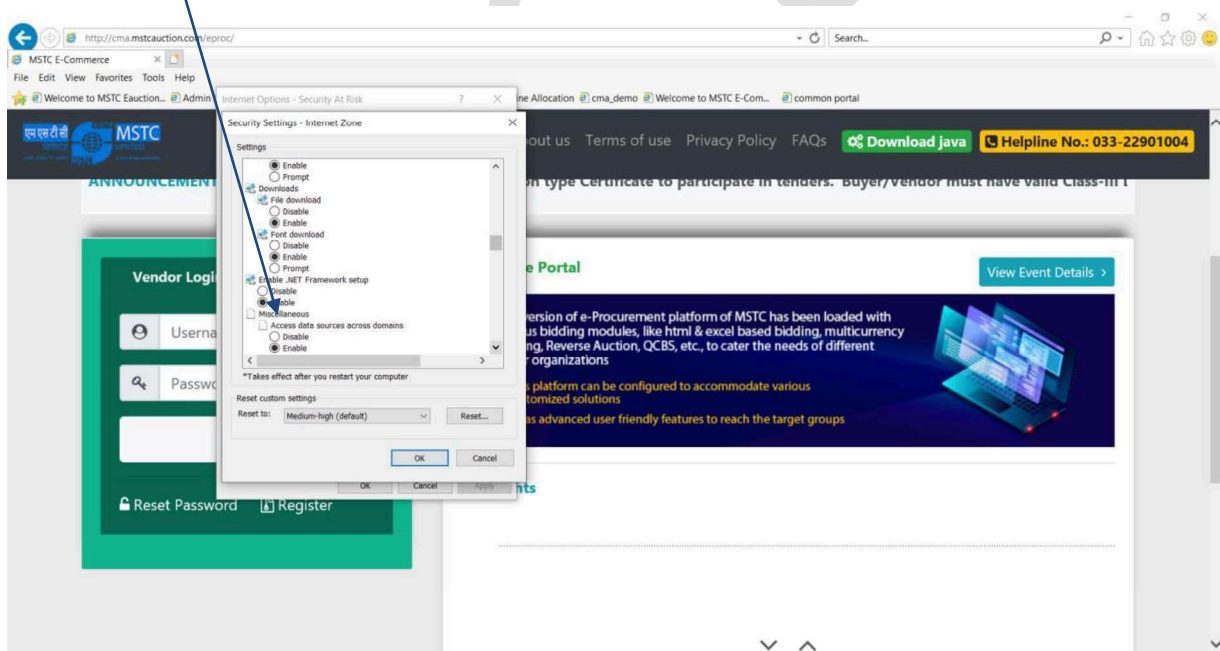 http://cma.mstcauction.com/eproc/
Search...
MSTC E-Commerce
File Edit View Favorites Tools Help
Welcome to MSTC Eauction... Admin
ine Allocation cma_demo Welcome to MSTC E-Com... common portal
Internet Options - Security At Risk
Security Settings - Internet Zone
Settings
Enable
Prompt
Downloads
File download
Disable
Enable
Font download
Disable
Enable
Prompt
Enable .NET Framework setup
Disable
Enable
Miscellaneous
Access data sources across domains
Disable
Enable
*Takes effect after you restart your computer
Reset custom settings
Reset to: Medium-high (default) Reset...
OK Cancel
OK Cancel Apply
एम एस टी सी MSTC
लिमिटेड LIMITED
bout us Terms of use Privacy Policy FAQs Download java Helpline No.: 033-22901004
ANNOUNCEMENT
on type Certificate to participate in tenders. Buyer/Vendor must have valid Class-III
Vendor Logi
Userna
Passwo
Reset Password Register
e Portal
View Event Details >
version of e-Procurement platform of MSTC has been loaded with
us bidding modules, like html & excel based bidding, multicurrency
ng, Reverse Auction, QCBS, etc., to cater the needs of different
r organizations
s platform can be configured to accommodate various
tomized solutions
as advanced user friendly features to reach the target groups
nts